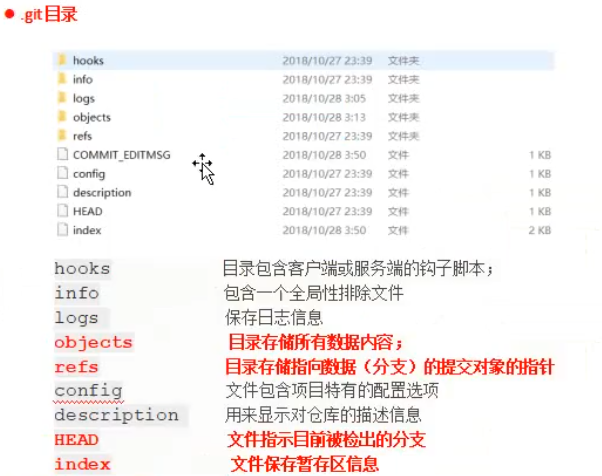 .git目录
hooks 2018/10/27 23:39 文件夹
info 2018/10/27 23:39 文件夹
logs 2018/10/28 3:05 文件夹
objects 2018/10/28 3:13 文件夹
refs 2018/10/27 23:39 文件夹
COMMIT_EDITMSG 2018/10/28 3:50 文件 1 KB
config 2018/10/27 23:39 文件 1 KB
description 2018/10/27 23:39 文件 1 KB
HEAD 2018/10/27 23:39 文件 1 KB
index 2018/10/28 3:50 文件 2 KB
hooks 目录包含客户端或服务端的钩子脚本；
info 包含一个全局性排除文件
logs 保存日志信息
objects 目录存储所有数据内容；
refs 目录存储指向数据（分支）的提交对象的指针
config 文件包含项目特有的配置选项
description 用来显示对仓库的描述信息
HEAD 文件指示目前被检出的分支
index 文件保存暂存区信息